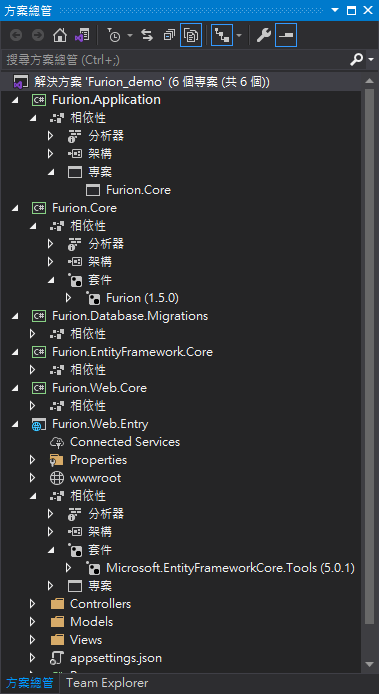 方案總管
搜尋方案總管 (Ctrl+;)
解決方案 'Furion_demo' (6 個專案 (共 6 個))
C# Furion.Application
相依性
分析器
架構
專案
Furion.Core
C# Furion.Core
相依性
分析器
架構
套件
Furion (1.5.0)
C# Furion.Database.Migrations
相依性
C# Furion.EntityFramework.Core
相依性
C# Furion.Web.Core
相依性
Furion.Web.Entry
Connected Services
Properties
wwwroot
相依性
分析器
架構
套件
Microsoft.EntityFrameworkCore.Tools (5.0.1)
專案
Controllers
Models
Views
appsettings.json
方案總管 Team Explorer